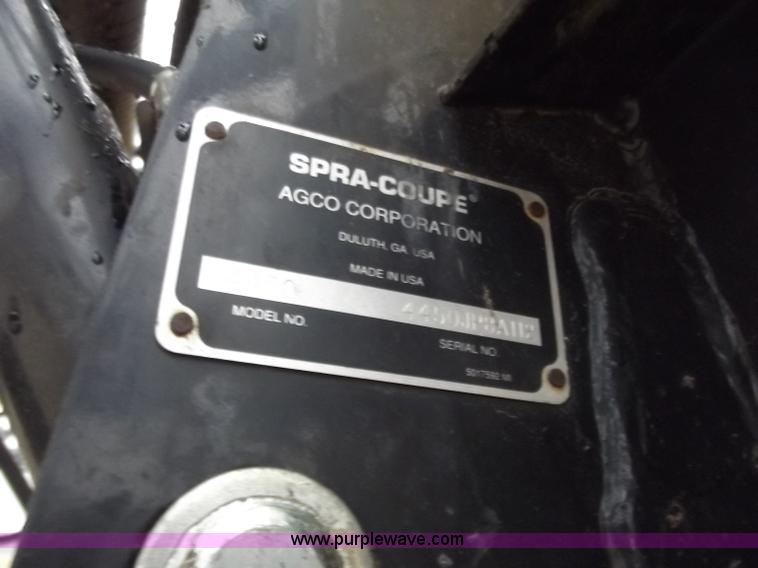 SPRA-COUPE®
AGCO CORPORATION
DULUTH, GA USA
MADE IN USA
MODEL NO.
SERIAL NO.
www.purplewave.com